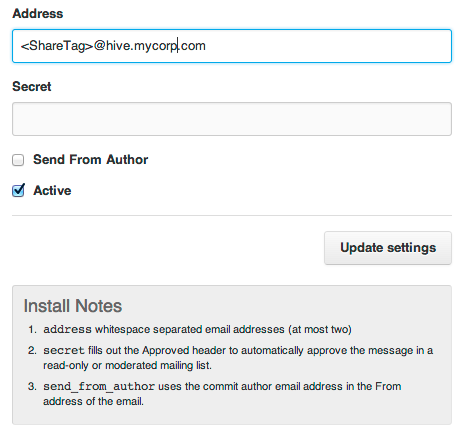 Address
<ShareTag>@hive.mycorp.com
Secret
Send From Author
Active
Update settings
Install Notes
1. address whitespace separated email addresses (at most two)
2. secret fills out the Approved header to automatically approve the message in a
read-only or moderated mailing list.
3. send_from_author uses the commit author email address in the From
address of the email.